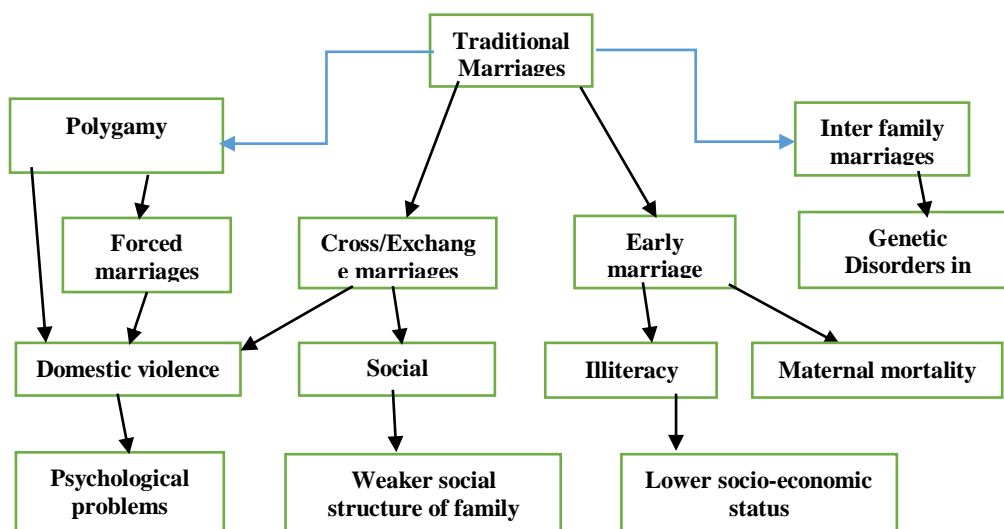 Traditional
Marriages
Polygamy
Inter family
marriages
Forced
marriages
Cross/Exchang
e marriages
Early
marriage
Genetic
Disorders in
Domestic violence
Social
Illiteracy
Maternal mortality
Psychological
problems
Weaker social
structure of family
Lower socio-economic
status